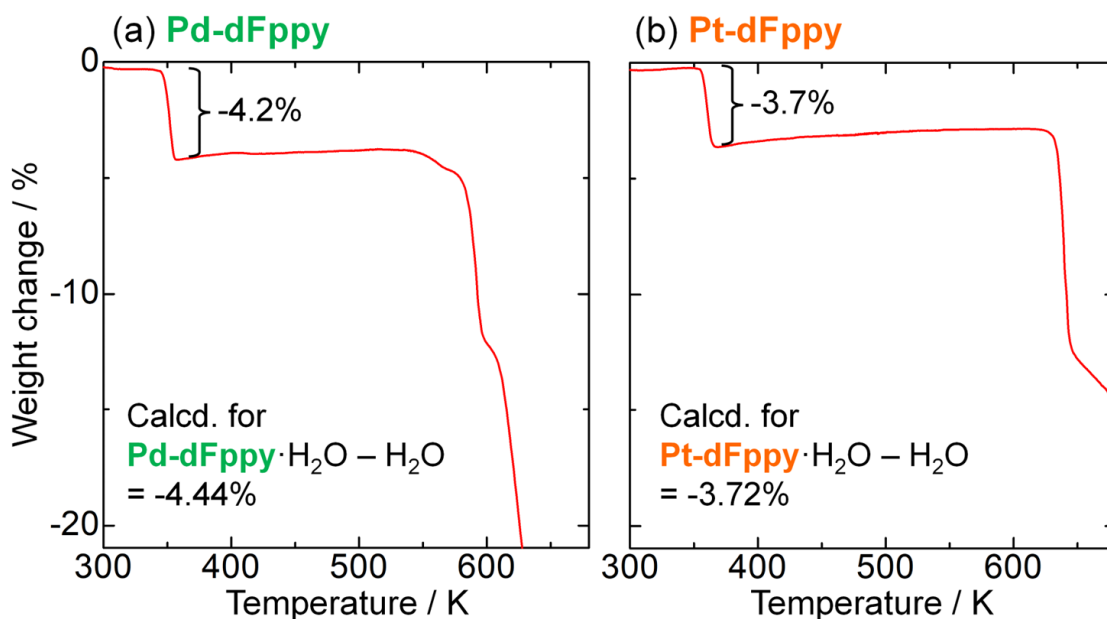 (a) Pd-dFppy
(b) Pt-dFppy
0
-10
-20
Weight change / %
-4.2%
-3.7%
Calcd. for
Pd-dFppy·H₂O – H₂O
= -4.44%
Calcd. for
Pt-dFppy·H₂O – H₂O
= -3.72%
300 400 500 600
300 400 500 600
Temperature / K
Temperature / K